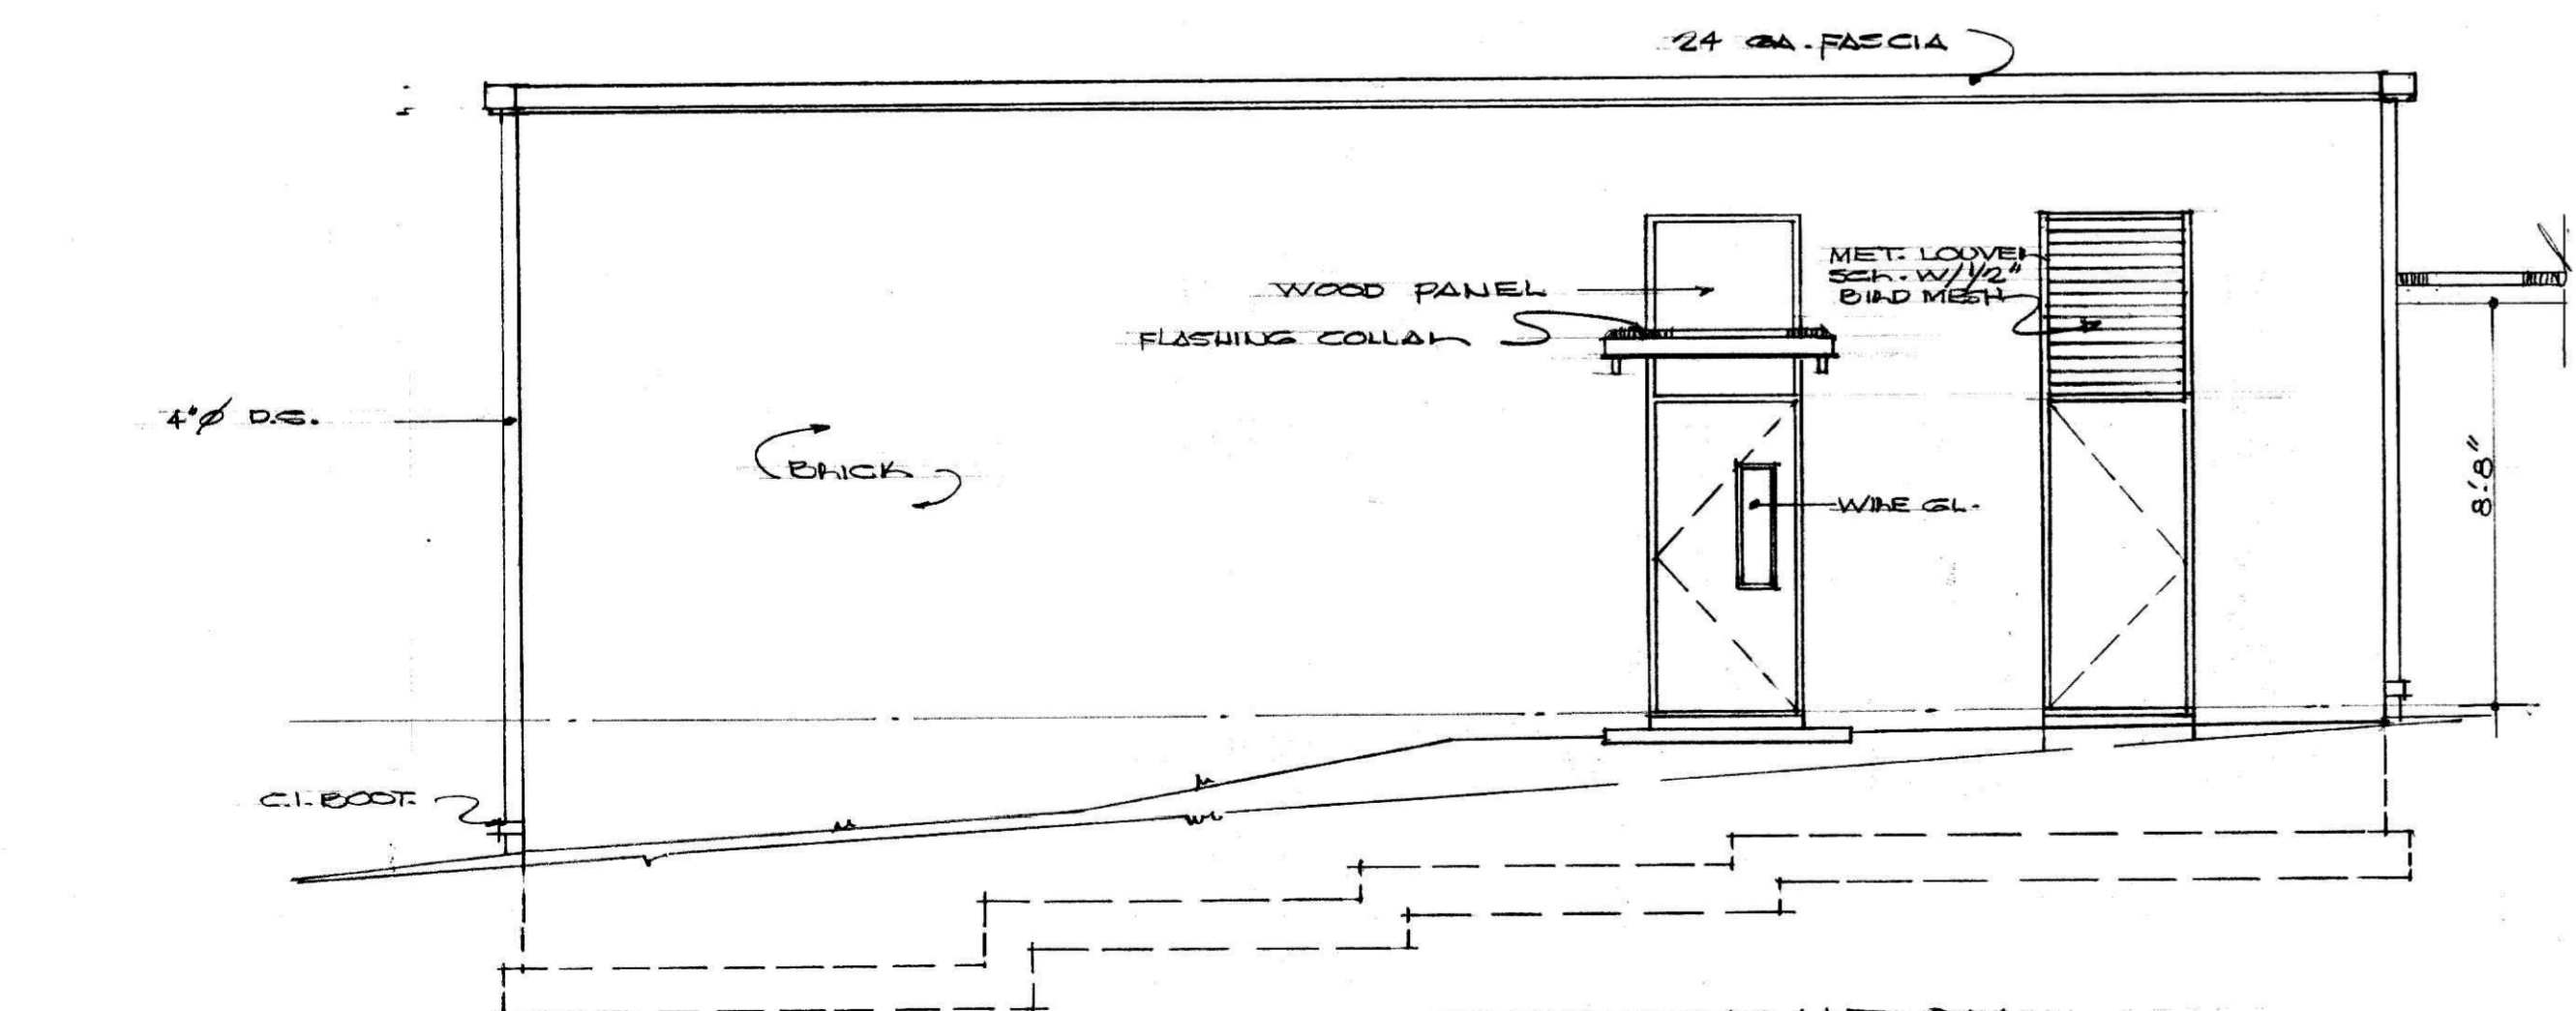 24 GA. FASCIA
MET. LOUVER
SCR. W/ 1/2"
BIRD MESH
WOOD PANEL
FLASHING COLLAR
4"Ø D.S.
BRICK
WIRE GL.
8'-8"
C.I. BOOT.